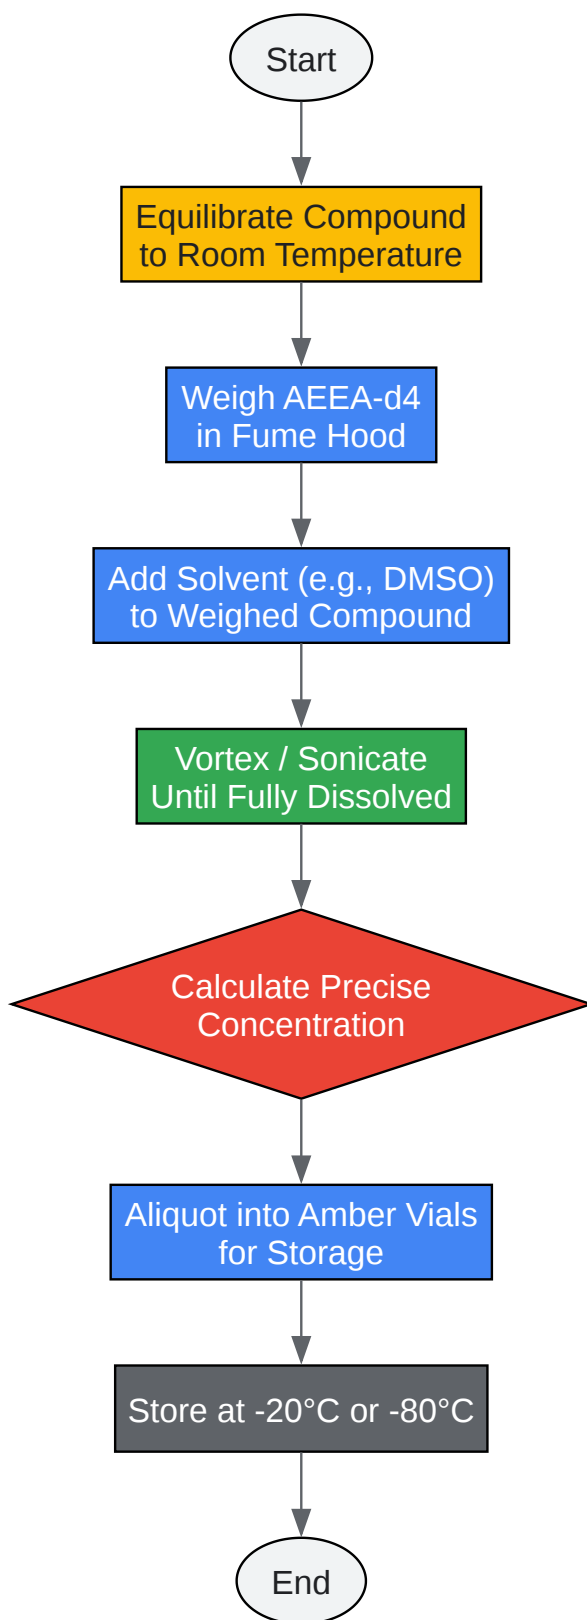 Start
Equilibrate Compound
to Room Temperature
Weigh AEEA-d4
in Fume Hood
Add Solvent (e.g., DMSO)
to Weighed Compound
Vortex / Sonicate
Until Fully Dissolved
Calculate Precise
Concentration
Aliquot into Amber Vials
for Storage
Store at -20°C or -80°C
End